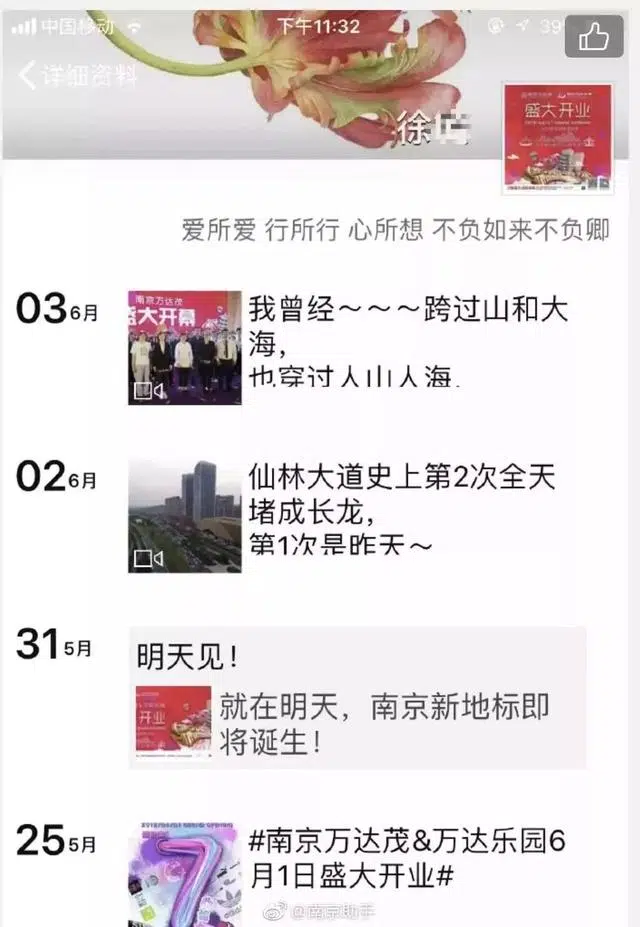 中国移动
下午11:32
39
详细资料
徐
盛大开业
爱所爱 行所行 心所想 不负如来不负卿
03 6月
南京万达茂
盛大开幕
我曾经～～～跨过山和大
海，
也穿过人山人海，
02 6月
仙林大道史上第2次全天
堵成长龙，
第1次是昨天～
31 5月
明天见！
开业
就在明天，南京新地标即
将诞生！
25 5月
7
#南京万达茂&万达乐园6
月1日盛大开业#
@南京助手